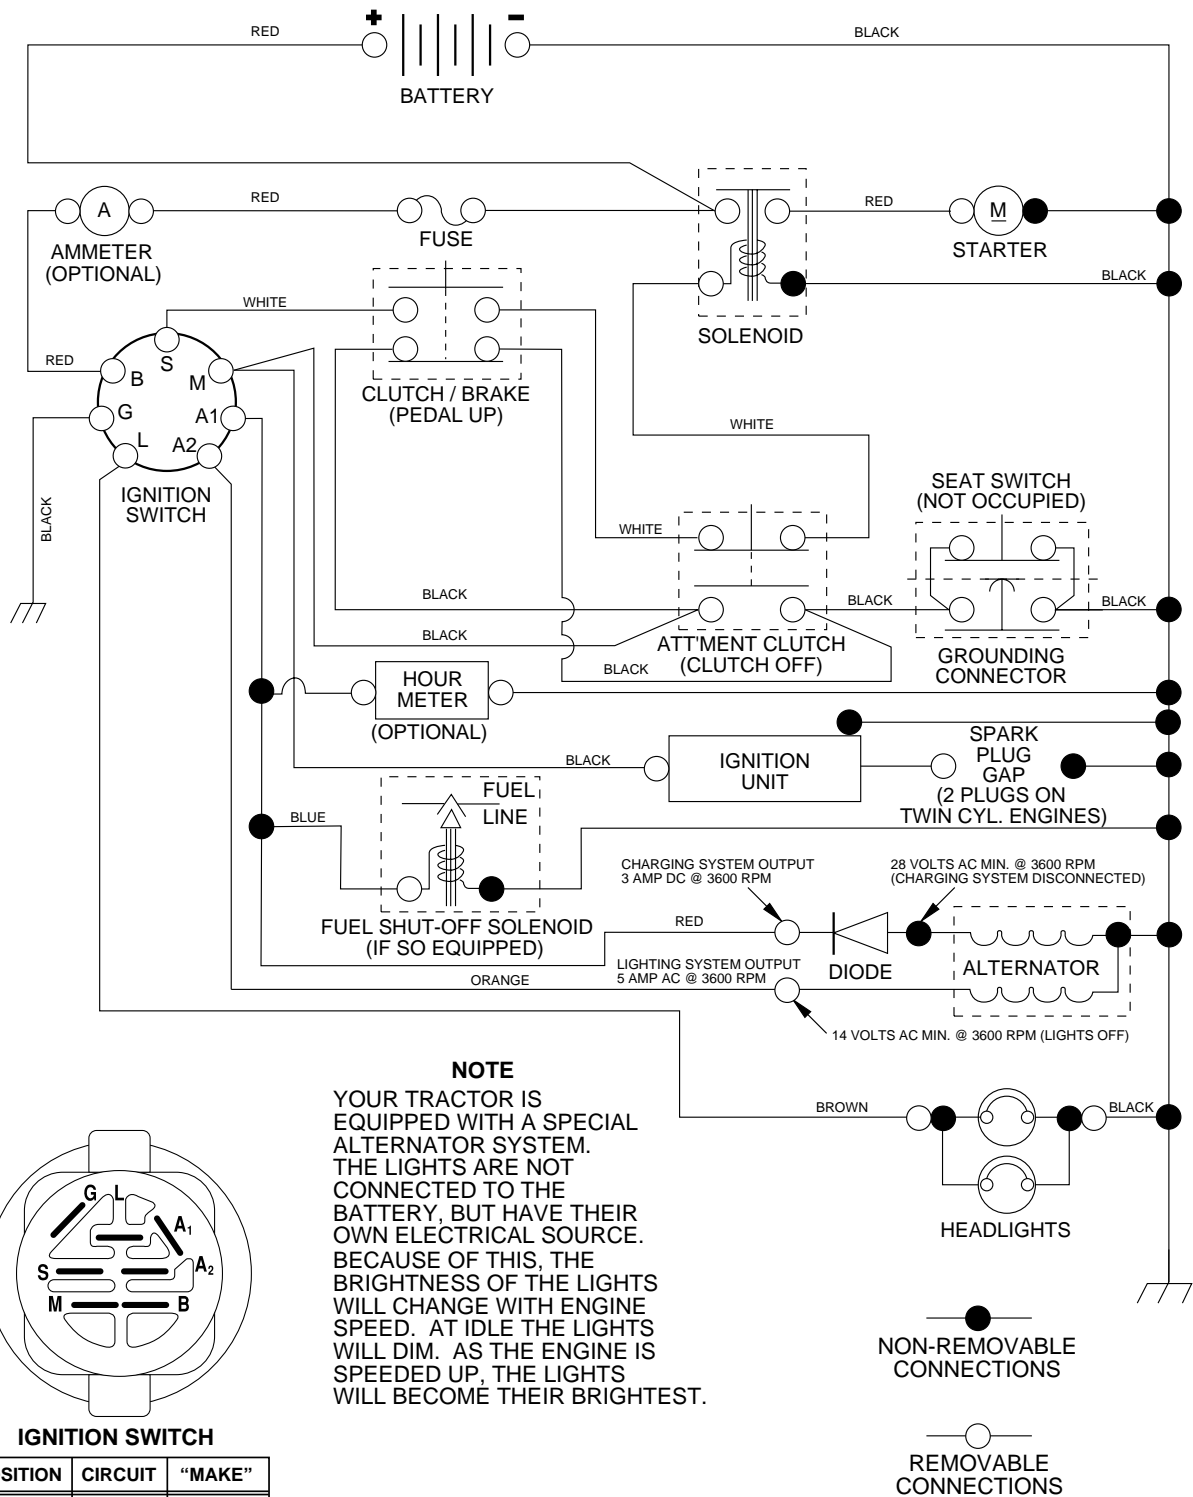 RED
+
-
BLACK
BATTERY
A
RED
FUSE
AMMETER
(OPTIONAL)
SOLENOID
RED
M
STARTER
BLACK
WHITE
RED
S
B
M
G
A1
L
A2
IGNITION
SWITCH
BLACK
CLUTCH / BRAKE
(PEDAL UP)
WHITE
WHITE
SEAT SWITCH
(NOT OCCUPIED)
BLACK
BLACK
BLACK
BLACK
BLACK
ATT'MENT CLUTCH
(CLUTCH OFF)
GROUNDING
CONNECTOR
HOUR
METER
(OPTIONAL)
BLACK
IGNITION
UNIT
SPARK
PLUG
GAP
(2 PLUGS ON
TWIN CYL. ENGINES)
BLUE
FUEL
LINE
FUEL SHUT-OFF SOLENOID
(IF SO EQUIPPED)
CHARGING SYSTEM OUTPUT
3 AMP DC @ 3600 RPM
28 VOLTS AC MIN. @ 3600 RPM
(CHARGING SYSTEM DISCONNECTED)
RED
DIODE
ALTERNATOR
LIGHTING SYSTEM OUTPUT
5 AMP AC @ 3600 RPM
ORANGE
14 VOLTS AC MIN. @ 3600 RPM (LIGHTS OFF)
NOTE
YOUR TRACTOR IS
EQUIPPED WITH A SPECIAL
ALTERNATOR SYSTEM.
THE LIGHTS ARE NOT
CONNECTED TO THE
BATTERY, BUT HAVE THEIR
OWN ELECTRICAL SOURCE.
BECAUSE OF THIS, THE
BRIGHTNESS OF THE LIGHTS
WILL CHANGE WITH ENGINE
SPEED. AT IDLE THE LIGHTS
WILL DIM. AS THE ENGINE IS
SPEEDED UP, THE LIGHTS
WILL BECOME THEIR BRIGHTEST.
BROWN
BLACK
HEADLIGHTS
G
L
A1
S
A2
M
B
IGNITION SWITCH
SITION
CIRCUIT
"MAKE"
NON-REMOVABLE
CONNECTIONS
REMOVABLE
CONNECTIONS